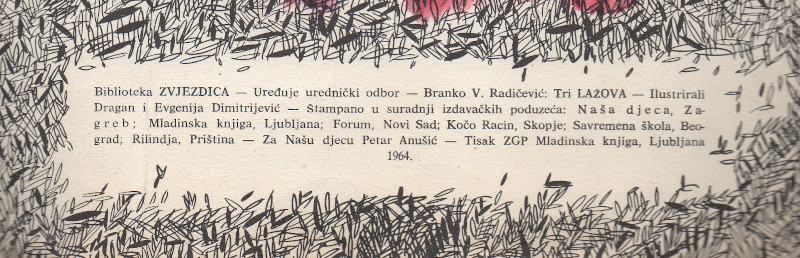 Biblioteka ZVJEZDICA — Uređuje urednički odbor — Branko V. Radičević: Tri LAŽOVA — Ilustrirali
Dragan i Evgenija Dimitrijević — Štampano u suradnji izdavačkih poduzeća: Naša djeca, Za-
greb; Mladinska knjiga, Ljubljana; Forum, Novi Sad; Kočo Racin, Skopje; Savremena škola, Beo-
grad; Rilindja, Priština — Za Našu djecu Petar Anušić — Tisak ZGP Mladinska knjiga, Ljubljana
1964.